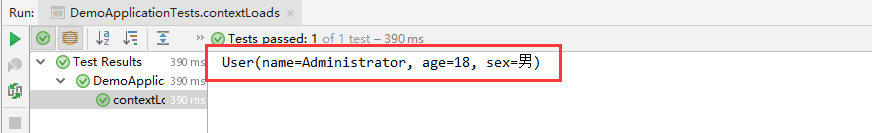 Run: DemoApplicationTests.contextLoads ×
>> Tests passed: 1 of 1 test – 390 ms
Test Results 390 ms
DemoApplic 390 ms
contextLo 390 ms
User(name=Administrator, age=18, sex=男)